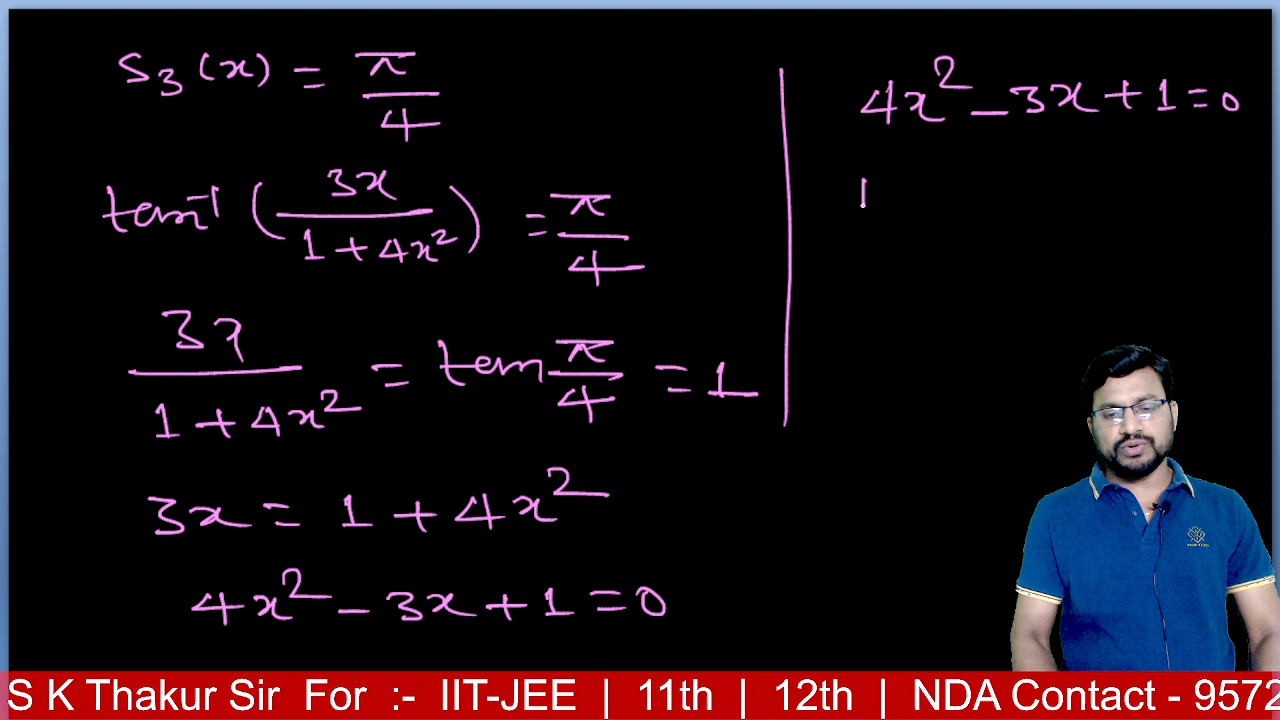 S₃(x) = π/4
tan⁻¹(3x/(1+4x²)) = π/4
3x/(1+4x²) = tan π/4 = 1
3x = 1 + 4x²
4x² - 3x + 1 = 0
4x² - 3x + 1 = 0
S K Thakur Sir For :- IIT-JEE | 11th | 12th | NDA Contact - 9572